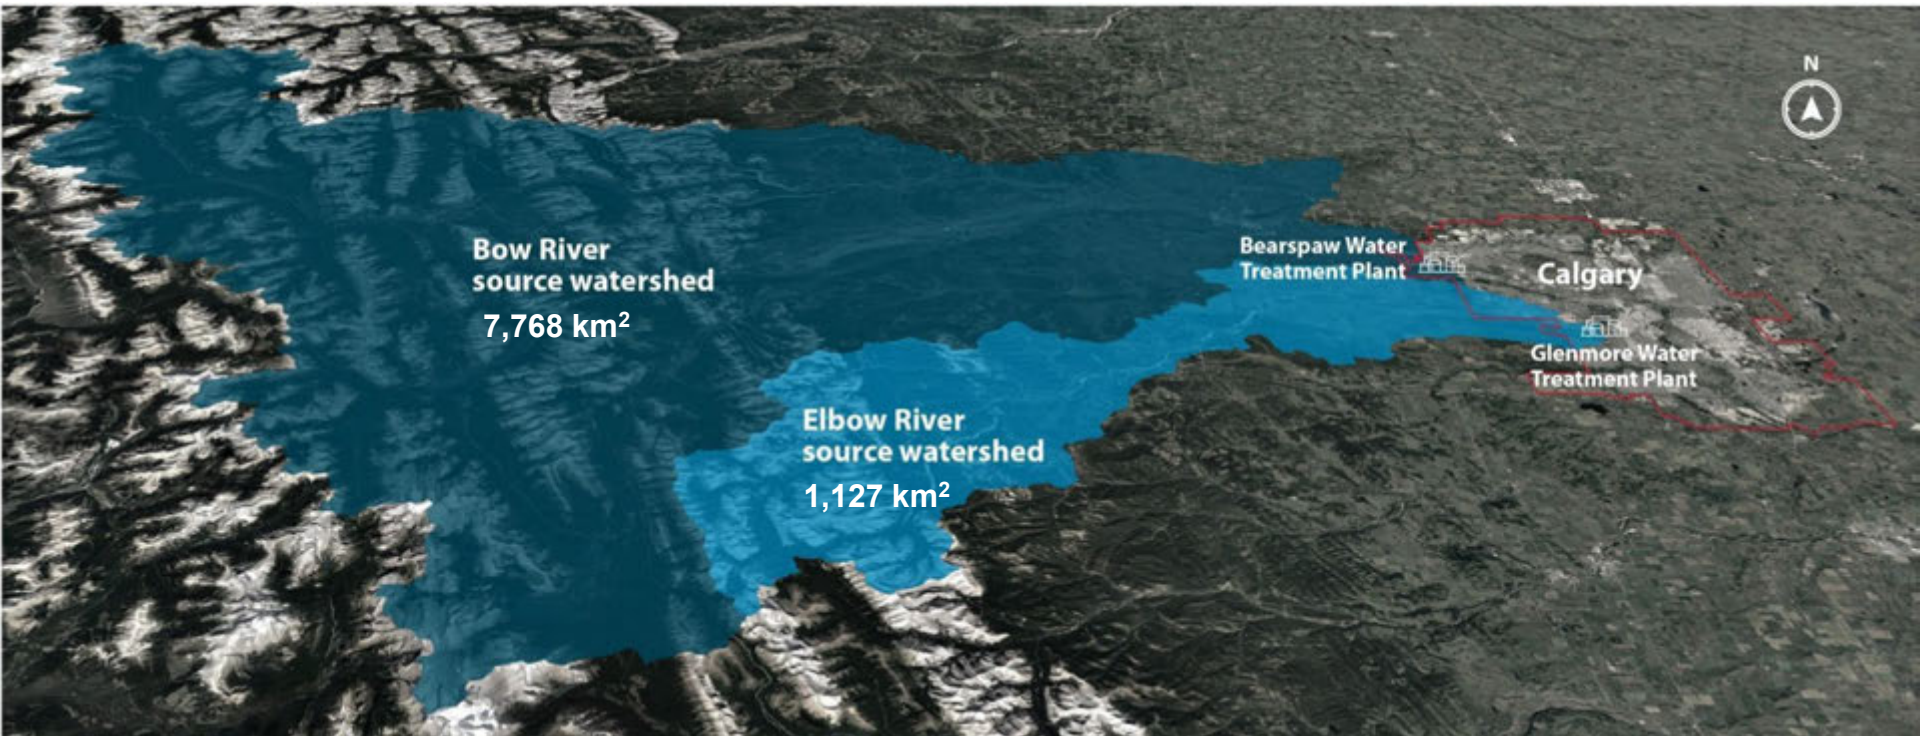 N
Bow River
source watershed
7,768 km²
Bearspaw Water
Treatment Plant
Calgary
Glenmore Water
Treatment Plant
Elbow River
source watershed
1,127 km²